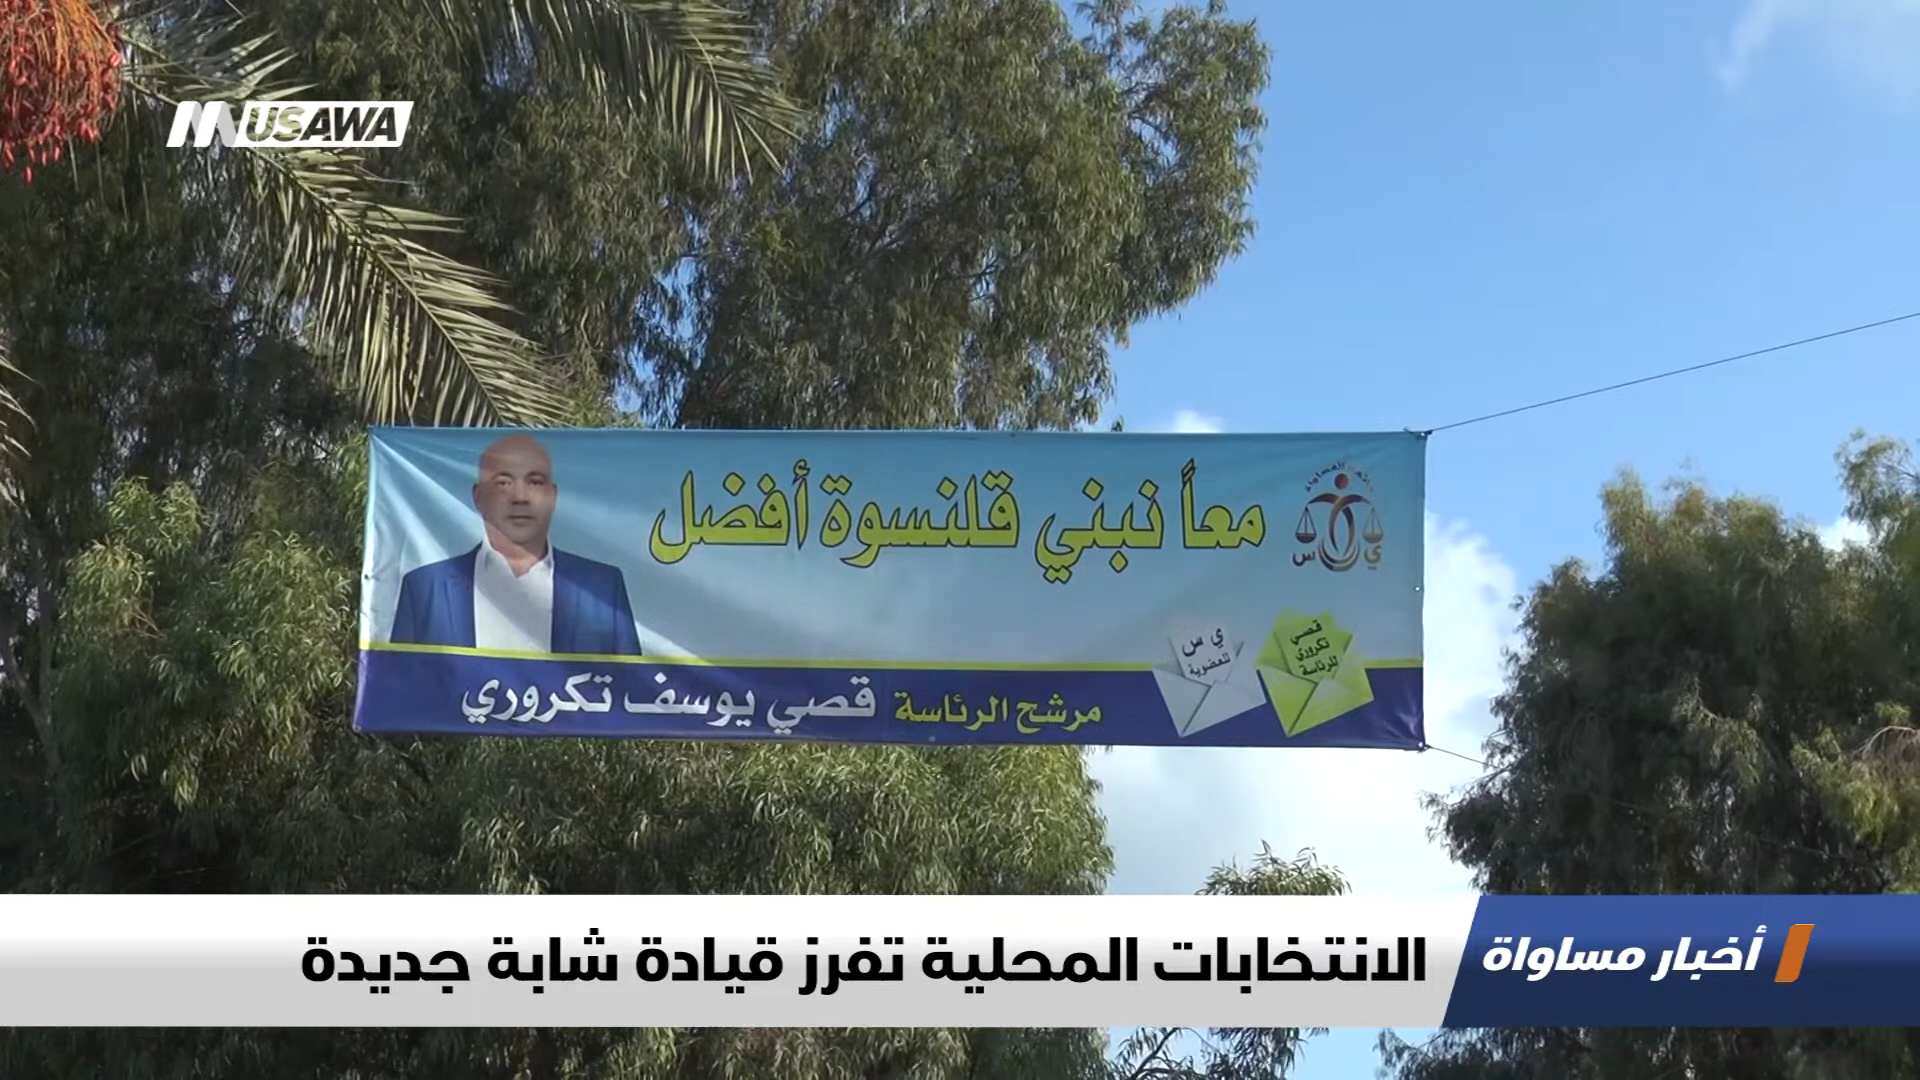 MUSAWA
معاً نبني قلنسوة أفضل
ي س
قصي
تكروري
للرئاسة
ي س
للعضوية
مرشح الرئاسة قصي يوسف تكروري
أخبار مساواة
الانتخابات المحلية تفرز قيادة شابة جديدة